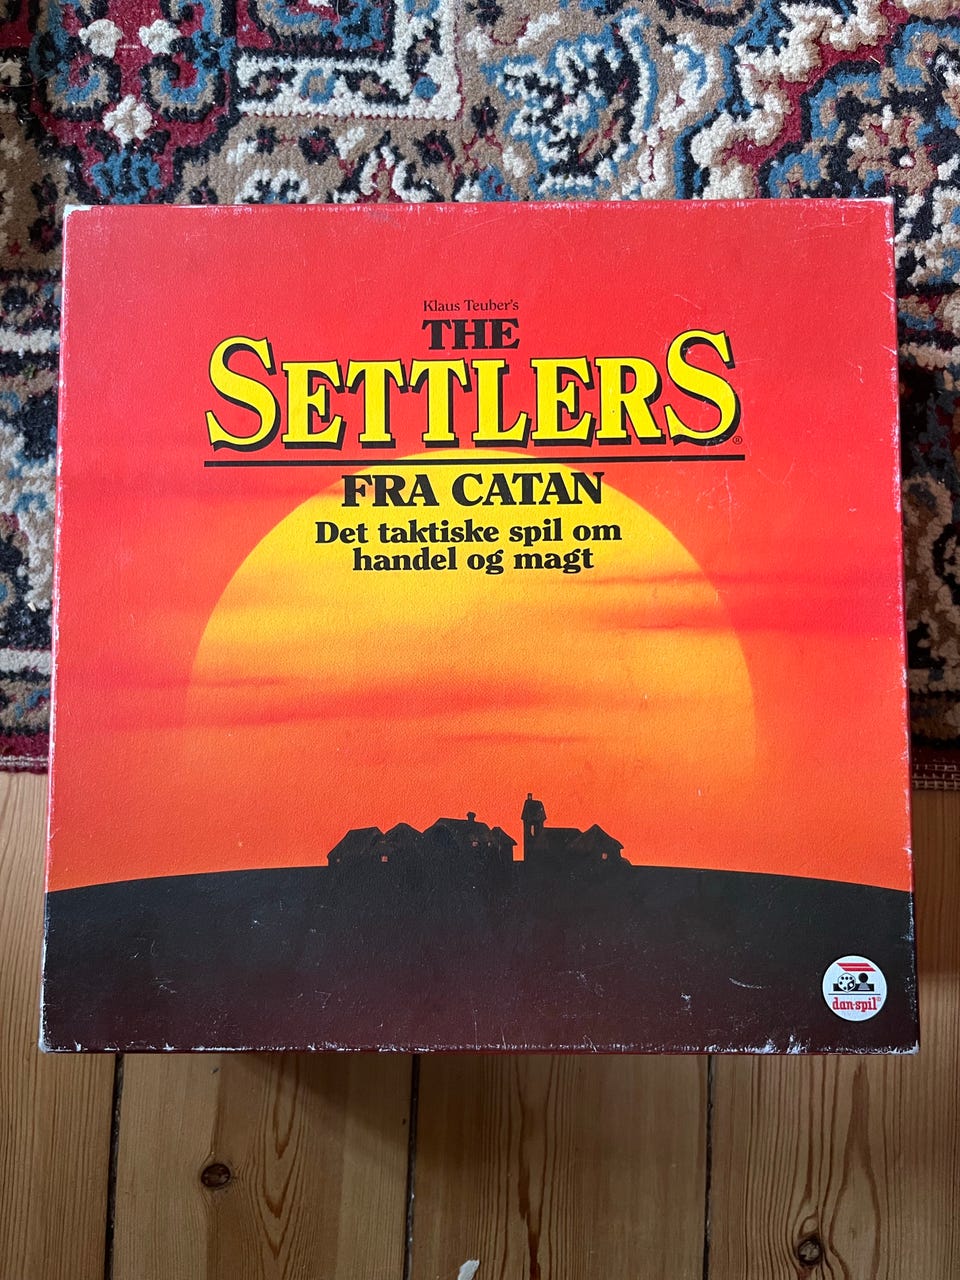 Klaus Teuber's
THE
SETTLERS®
FRA CATAN
Det taktiske spil om
handel og magt
dan-spil®